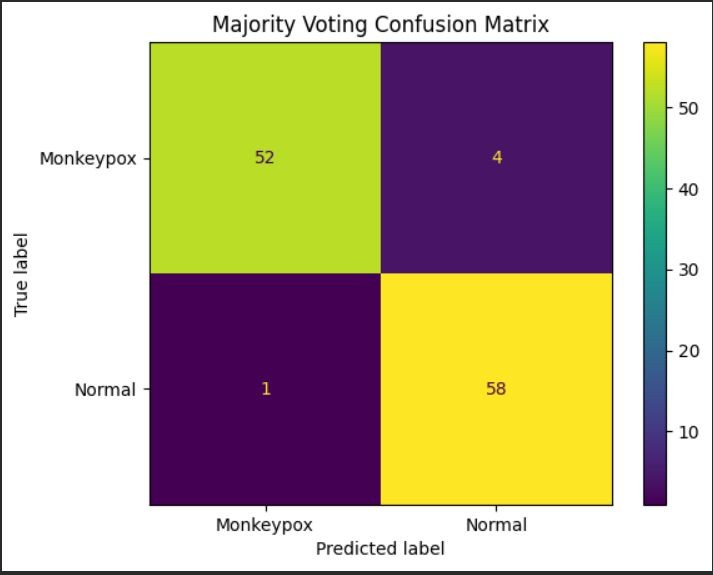 Majority Voting Confusion Matrix
True label
Monkeypox
Normal
52
4
1
58
Monkeypox
Normal
Predicted label
50
40
30
20
10